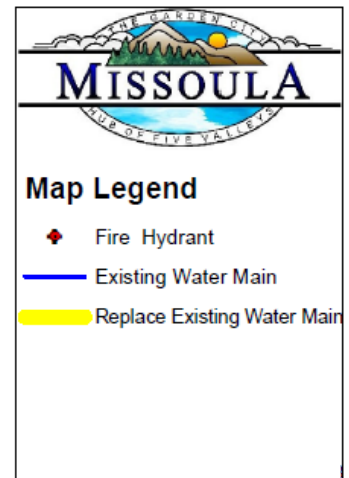 THE GARDEN CITY
MISSOULA
HUB OF FIVE VALLEYS
Map Legend
Fire Hydrant
Existing Water Main
Replace Existing Water Main